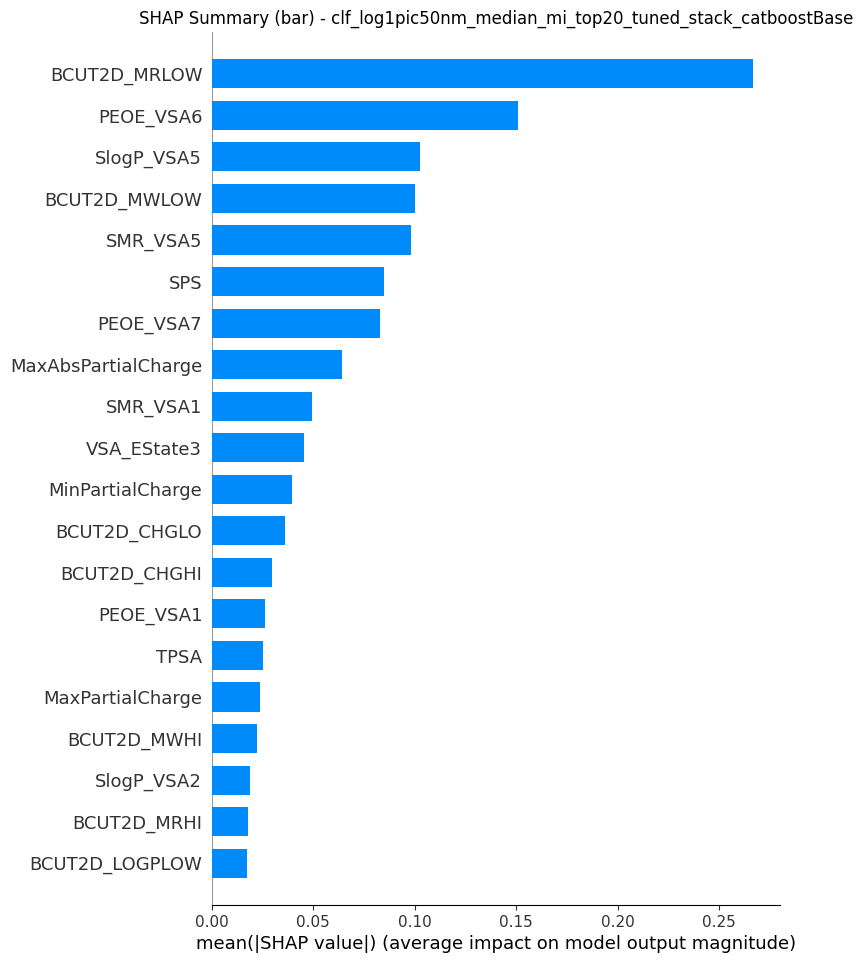 SHAP Summary (bar) - clf_log1pic50nm_median_mi_top20_tuned_stack_catboostBase
BCUT2D_MRLOW
PEOE_VSA6
SlogP_VSA5
BCUT2D_MWLOW
SMR_VSA5
SPS
PEOE_VSA7
MaxAbsPartialCharge
SMR_VSA1
VSA_EState3
MinPartialCharge
BCUT2D_CHGLO
BCUT2D_CHGHI
PEOE_VSA1
TPSA
MaxPartialCharge
BCUT2D_MWHI
SlogP_VSA2
BCUT2D_MRHI
BCUT2D_LOGPLOW
0.00 0.05 0.10 0.15 0.20 0.25
mean(|SHAP value|) (average impact on model output magnitude)